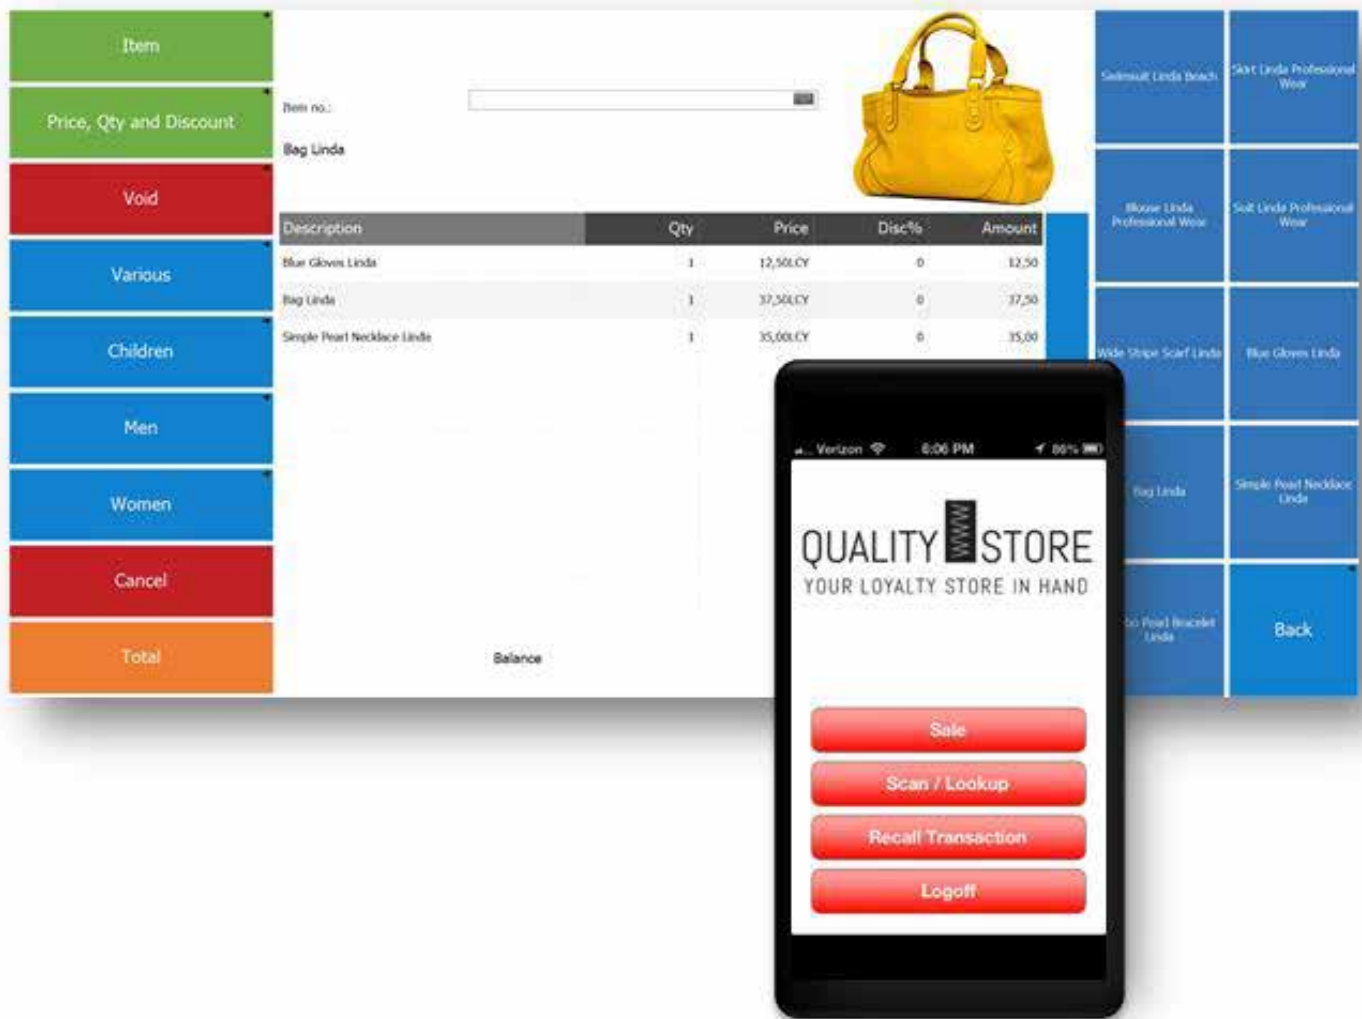 Item
Price, Qty and Discount
Void
Various
Children
Men
Women
Cancel
Total
Item no.:
Bag Linda
Description Qty Price Disc% Amount
Blue Gloves Linda 1 12,50LCY 0 12,50
Bag Linda 1 37,50LCY 0 37,50
Simple Pearl Necklace Linda 1 35,00LCY 0 35,00
Balance
Swimsuit Linda Beach
Skirt Linda Professional
Wear
Blouse Linda
Professional Wear
Suit Linda Professional
Wear
Wide Stripe Scarf Linda
Blue Gloves Linda
Bag Linda
Simple Pearl Necklace
Linda
Pearl Bracelet
Linda
Back
Verizon 6:06 PM 86%
QUALITY STORE
YOUR LOYALTY STORE IN HAND
Sale
Scan / Lookup
Recall Transaction
Logoff